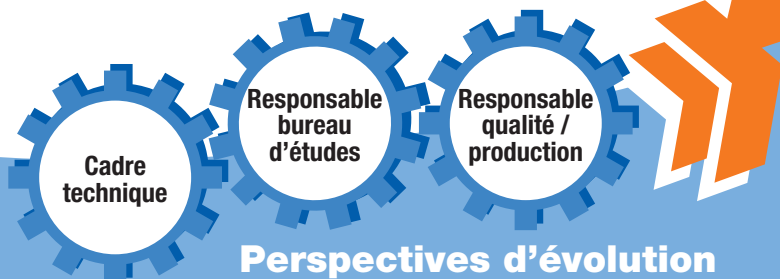 Cadre
technique
Responsable
bureau
d'études
Responsable
qualité /
production
Perspectives d'évolution